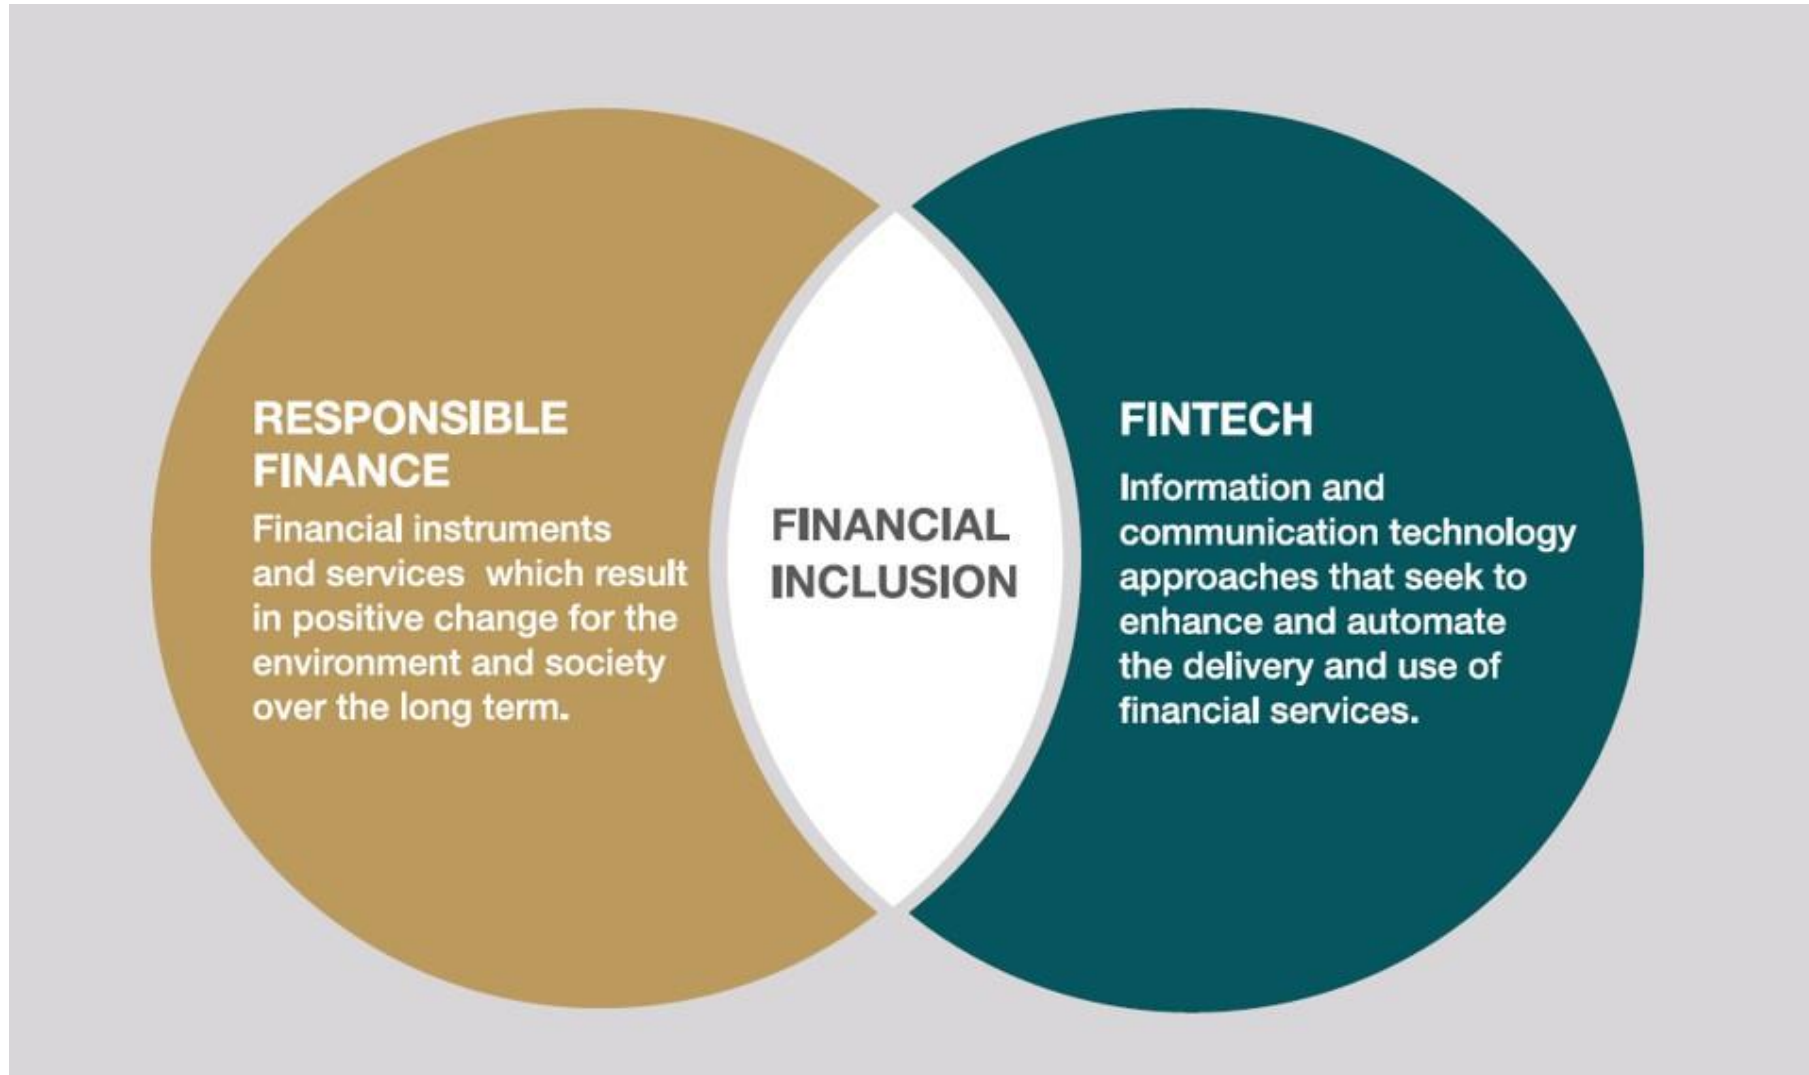 RESPONSIBLE
FINANCE
Financial instruments
and services which result
in positive change for the
environment and society
over the long term.
FINANCIAL
INCLUSION
FINTECH
Information and
communication technology
approaches that seek to
enhance and automate
the delivery and use of
financial services.